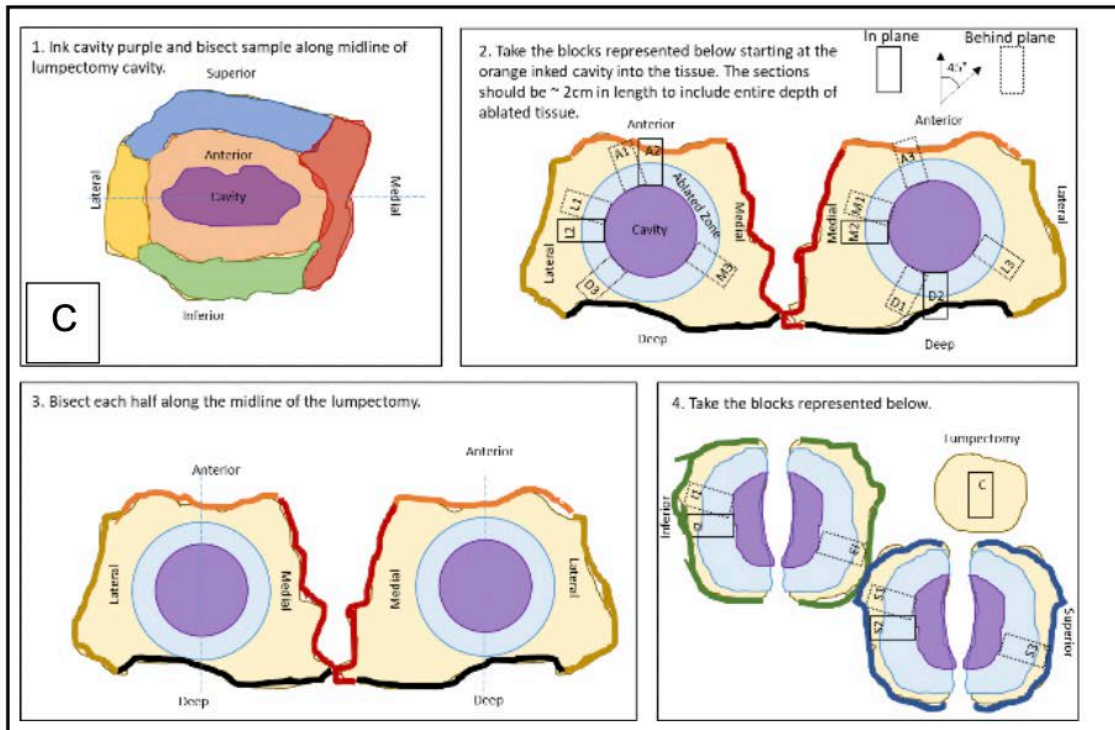 1. Ink cavity purple and bisect sample along midline of
lumpectomy cavity.
Superior
Anterior
Cavity
Lateral
Medial
Inferior
C
2. Take the blocks represented below starting at the
orange inked cavity into the tissue. The sections
should be ~ 2cm in length to include entire depth of
ablated tissue.
In plane
45°
Behind plane
Anterior
A1
A2
L1
L2
Ablated Zone
Cavity
Medial
Lateral
D3
M3
Deep
Anterior
A3
M1
M2
Medial
Lateral
L3
D1
D2
Deep
3. Bisect each half along the midline of the lumpectomy.
Anterior
Lateral
Medial
Deep
Anterior
Medial
Lateral
Deep
4. Take the blocks represented below.
Lumpectomy
C
Inferior
I1
S1
S2
S3
Superior